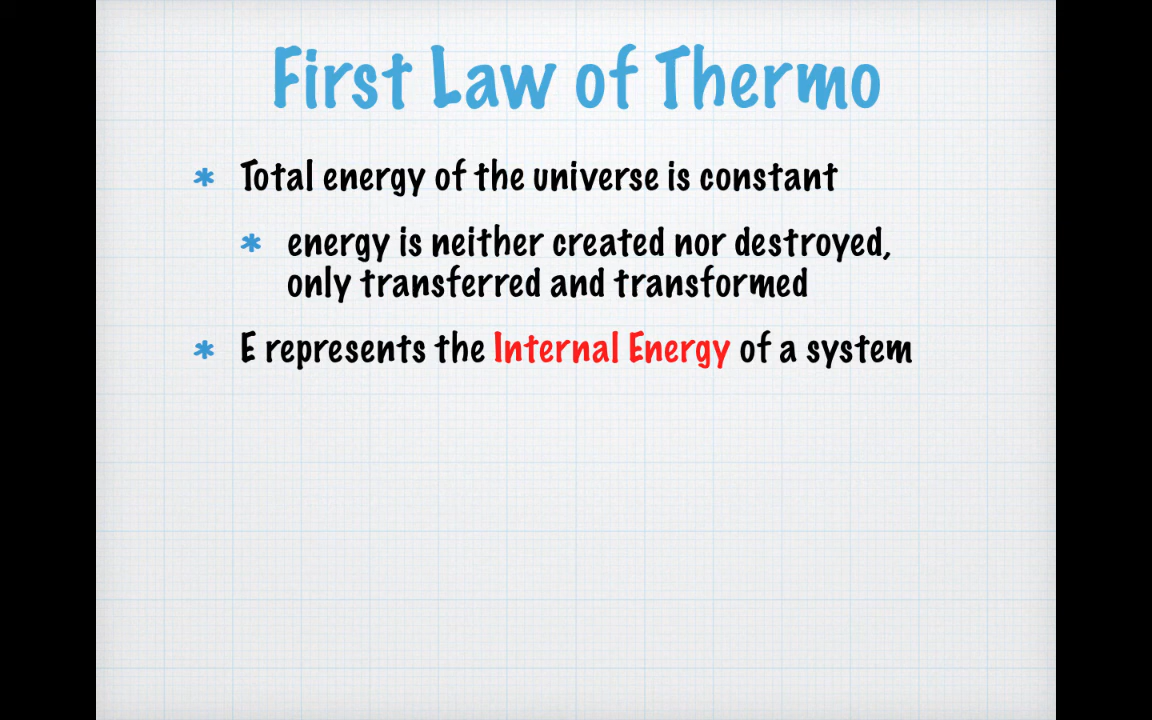 First Law of Thermo
* Total energy of the universe is constant
* energy is neither created nor destroyed,
only transferred and transformed
* E represents the Internal Energy of a system